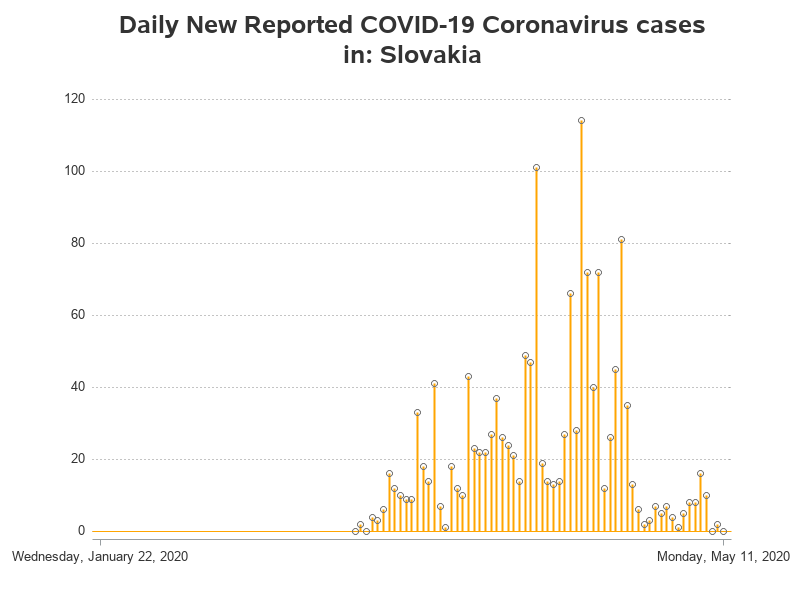 Daily New Reported COVID-19 Coronavirus cases
in: Slovakia
120
100
80
60
40
20
0
Wednesday, January 22, 2020
Monday, May 11, 2020